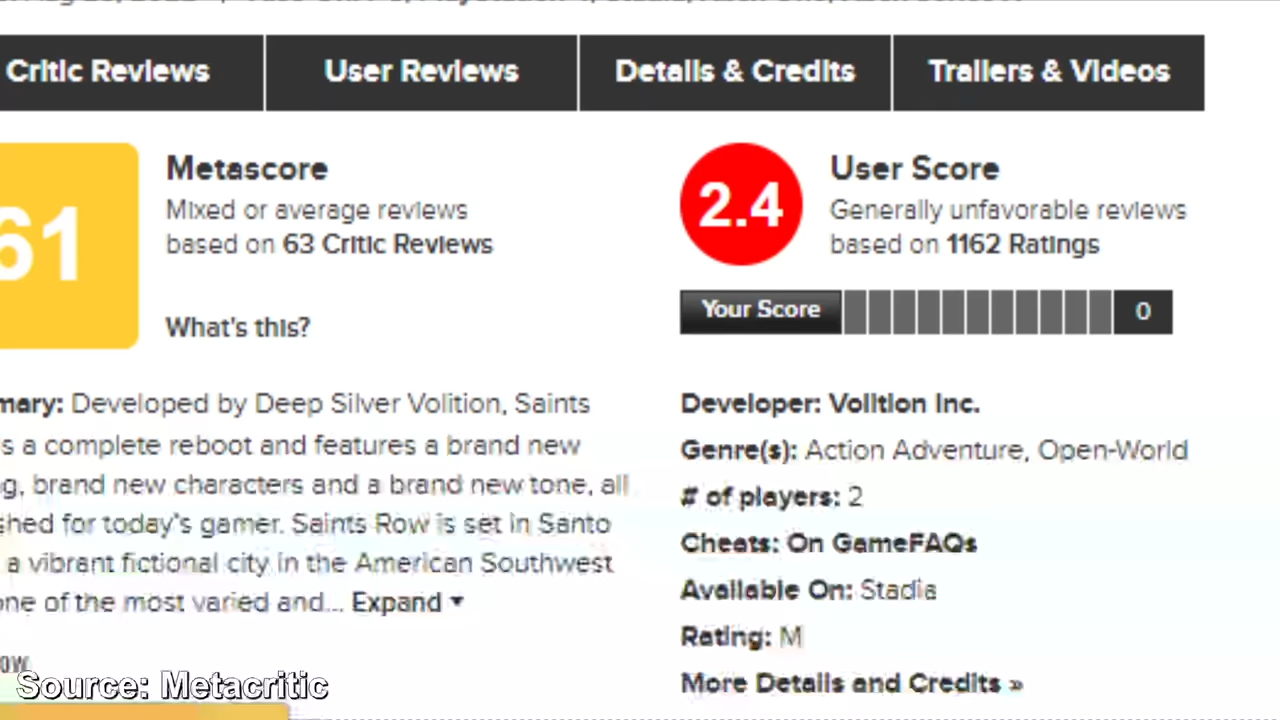 Critic Reviews
User Reviews
Details & Credits
Trailers & Videos
61
Metascore
Mixed or average reviews
based on 63 Critic Reviews
What's this?
2.4
User Score
Generally unfavorable reviews
based on 1162 Ratings
Your Score
0
mary: Developed by Deep Silver Volition, Saints
s a complete reboot and features a brand new
g, brand new characters and a brand new tone, all
shed for today's gamer. Saints Row is set in Santo
a vibrant fictional city in the American Southwest
one of the most varied and... Expand
Developer: Volition Inc.
Genre(s): Action Adventure, Open-World
# of players: 2
Cheats: On GameFAQs
Available On: Stadia
Rating: M
More Details and Credits »
Source: Metacritic